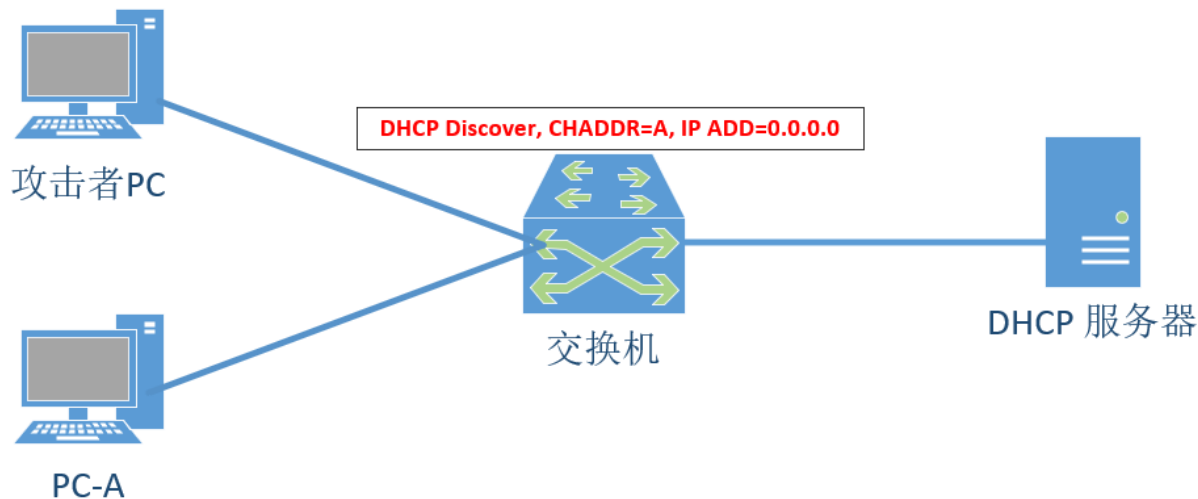 DHCP Discover, CHADDR=A, IP ADD=0.0.0.0
攻击者PC
交换机
DHCP 服务器
PC-A